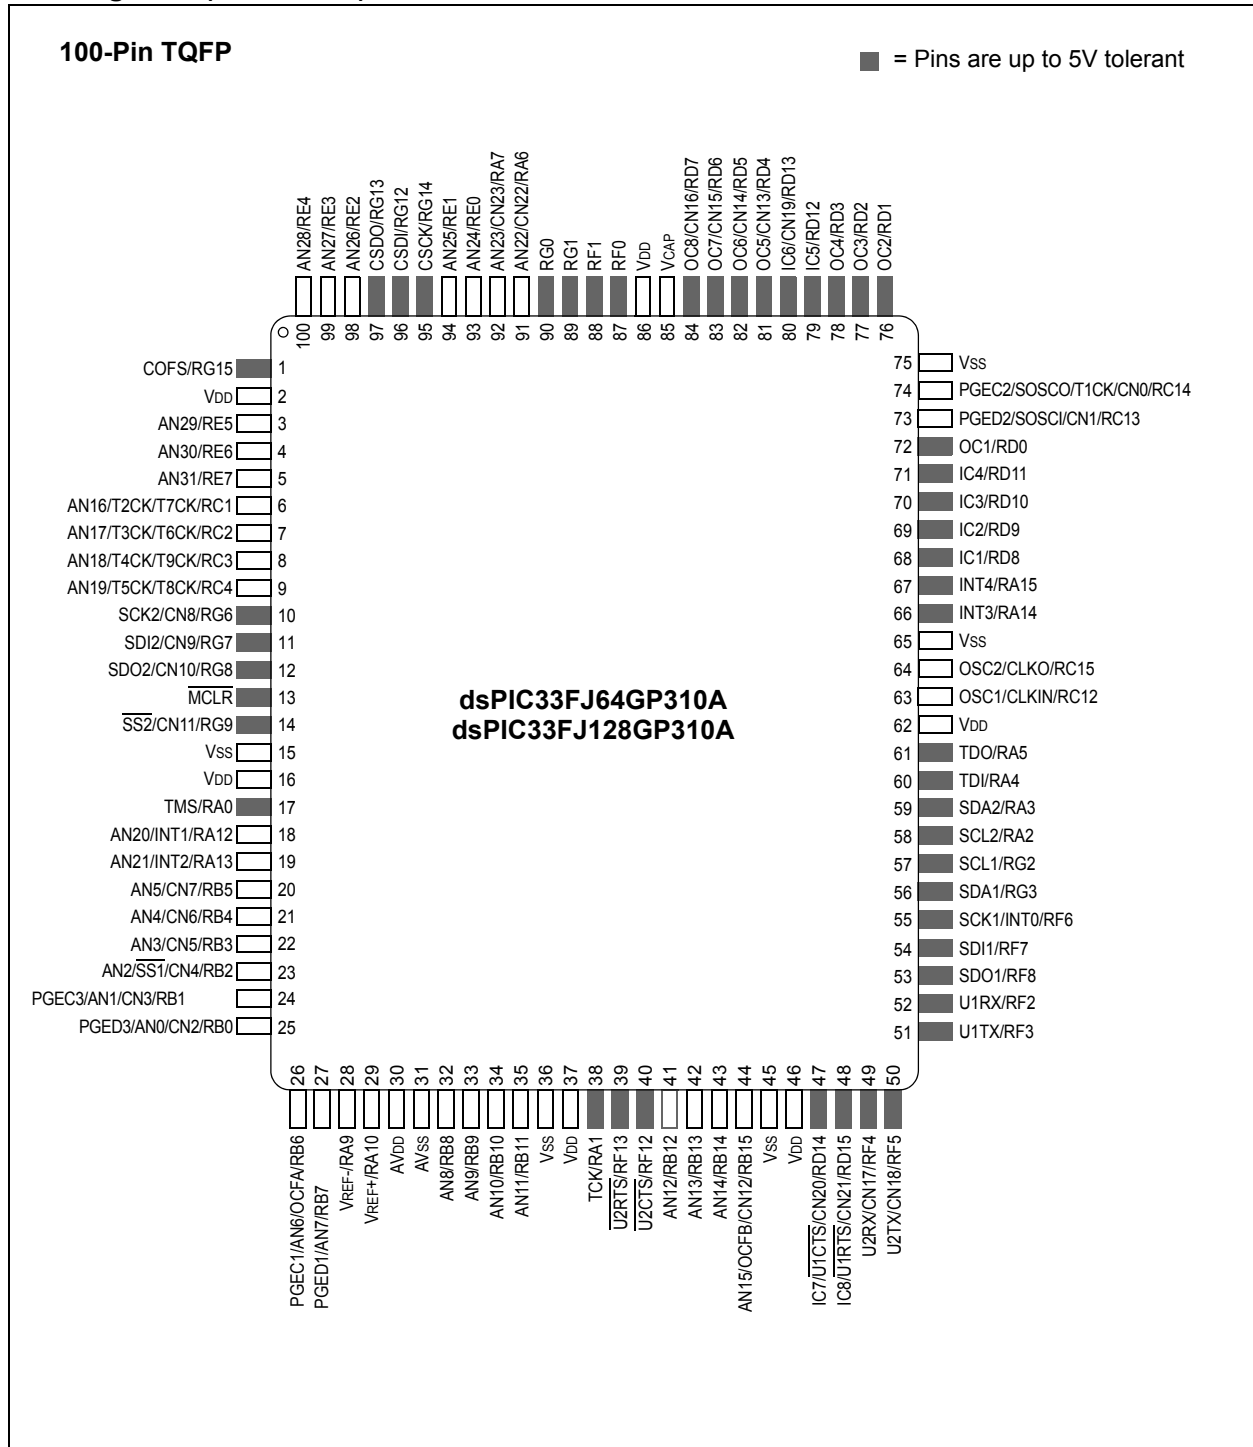 100-Pin TQFP
= Pins are up to 5V tolerant
AN28/RE4
AN27/RE3
AN26/RE2
CSDO/RG13
CSDI/RG12
CSCK/RG14
AN25/RE1
AN24/RE0
AN23/CN23/RA7
AN22/CN22/RA6
RG0
RG1
RF1
RF0
VDD
VCAP
OC8/CN16/RD7
OC7/CN15/RD6
OC6/CN14/RD5
OC5/CN13/RD4
IC6/CN19/RD13
IC5/RD12
OC4/RD3
OC3/RD2
OC2/RD1
100
99
98
97
96
95
94
93
92
91
90
89
88
87
86
85
84
83
82
81
80
79
78
77
76
COFS/RG15 1
VDD 2
AN29/RE5 3
AN30/RE6 4
AN31/RE7 5
AN16/T2CK/T7CK/RC1 6
AN17/T3CK/T6CK/RC2 7
AN18/T4CK/T9CK/RC3 8
AN19/T5CK/T8CK/RC4 9
SCK2/CN8/RG6 10
SDI2/CN9/RG7 11
SDO2/CN10/RG8 12
MCLR 13
SS2/CN11/RG9 14
VSS 15
VDD 16
TMS/RA0 17
AN20/INT1/RA12 18
AN21/INT2/RA13 19
AN5/CN7/RB5 20
AN4/CN6/RB4 21
AN3/CN5/RB3 22
AN2/SS1/CN4/RB2 23
PGEC3/AN1/CN3/RB1 24
PGED3/AN0/CN2/RB0 25
dsPIC33FJ64GP310A
dsPIC33FJ128GP310A
75 VSS
74 PGEC2/SOSCO/T1CK/CN0/RC14
73 PGED2/SOSCI/CN1/RC13
72 OC1/RD0
71 IC4/RD11
70 IC3/RD10
69 IC2/RD9
68 IC1/RD8
67 INT4/RA15
66 INT3/RA14
65 VSS
64 OSC2/CLKO/RC15
63 OSC1/CLKIN/RC12
62 VDD
61 TDO/RA5
60 TDI/RA4
59 SDA2/RA3
58 SCL2/RA2
57 SCL1/RG2
56 SDA1/RG3
55 SCK1/INT0/RF6
54 SDI1/RF7
53 SDO1/RF8
52 U1RX/RF2
51 U1TX/RF3
26
27
28
29
30
31
32
33
34
35
36
37
38
39
40
41
42
43
44
45
46
47
48
49
50
PGEC1/AN6/OCFA/RB6
PGED1/AN7/RB7
VREF-/RA9
VREF+/RA10
AVDD
AVSS
AN8/RB8
AN9/RB9
AN10/RB10
AN11/RB11
VSS
VDD
TCK/RA1
U2RTS/RF13
U2CTS/RF12
AN12/RB12
AN13/RB13
AN14/RB14
AN15/OCFB/CN12/RB15
VSS
VDD
IC7/U1CTS/CN20/RD14
IC8/U1RTS/CN21/RD15
U2RX/CN17/RF4
U2TX/CN18/RF5